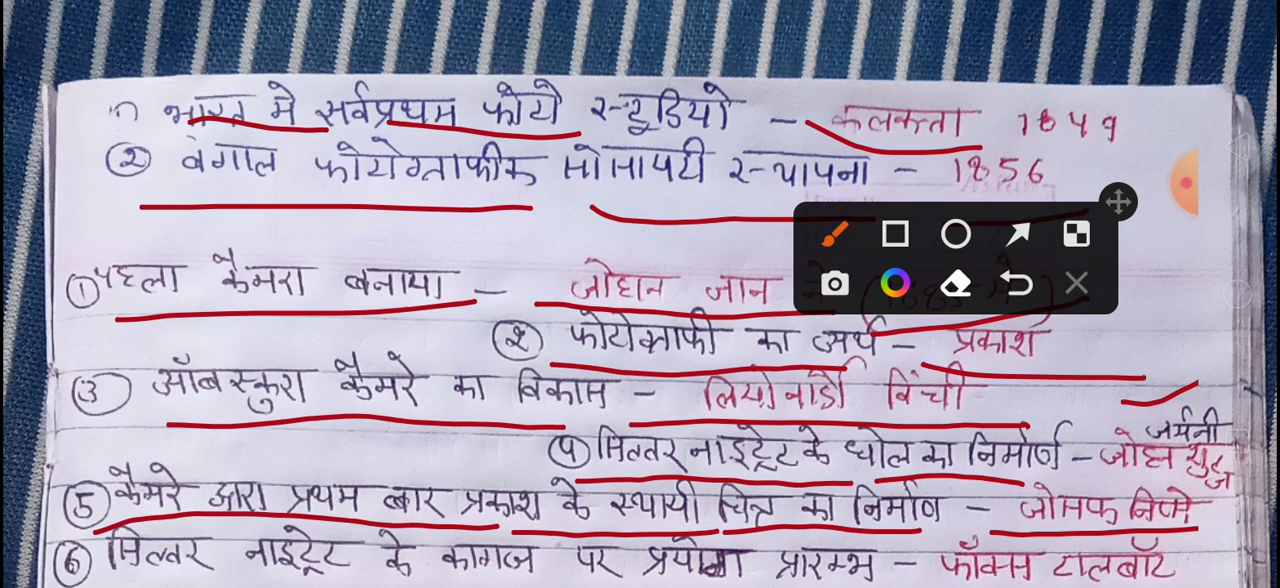 1) भारत मे सर्वप्रथम फोटो स्टूडियो - कलकत्ता 1849
② बंगाल फोटोग्राफीक सोसायटी स्थापना - 1856
① पहला कैमरा बनाया - जोहान जान ने (1685 मे)
② फोटोग्राफी का अर्थ - प्रकाश
③ ऑबस्कुरा कैमरे का विकास - लियोनार्डो विंची
④ सिल्वर नाइट्रेट के घोल का निर्माण - जोहान शुल्ज जर्मनी
⑤ कैमरे द्वारा प्रथम बार प्रकाश के स्थायी चित्र का निर्माण - जोसफ निप्से
⑥ सिल्वर नाइट्रेट के कागज पर प्रयोग प्रारम्भ - फॉक्स टालबॉट